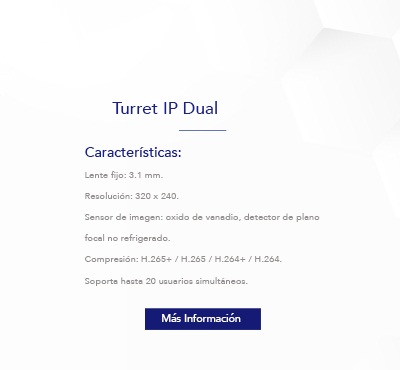 Turret IP Dual
Características:
Lente fijo: 3.1 mm.
Resolución: 320 x 240.
Sensor de imagen: oxido de vanadio, detector de plano
focal no refrigerado.
Compresión: H.265+ / H.265 / H.264+ / H.264.
Soporta hasta 20 usuarios simultáneos.
Más Información